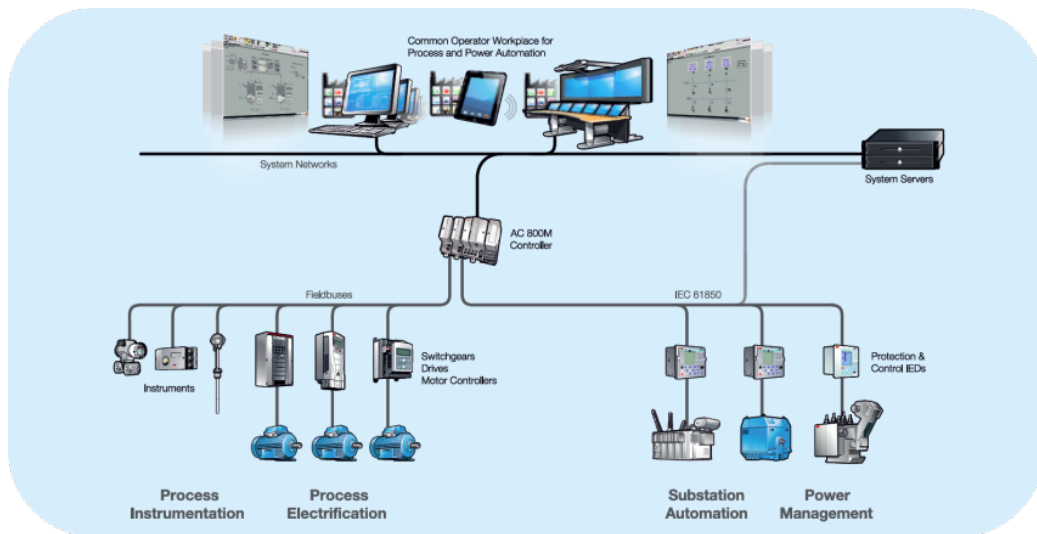 Common Operator Workplace for
Process and Power Automation
System Networks
System Servers
AC 800M
Controller
Fieldbuses
IEC 61850
Instruments
Switchgears
Drives
Motor Controllers
Protection &
Control IEDs
Process
Instrumentation
Process
Electrification
Substation
Automation
Power
Management